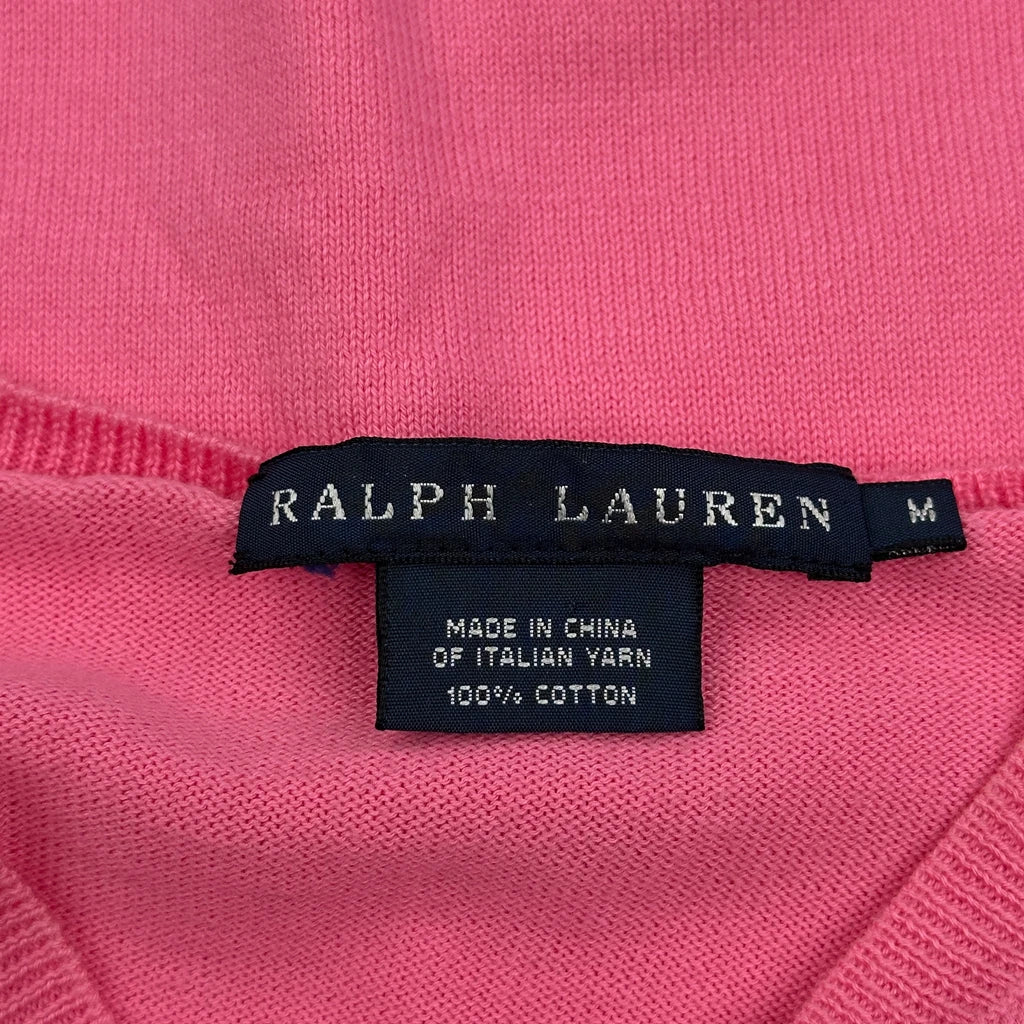 RALPH LAUREN
M
MADE IN CHINA
OF ITALIAN YARN
100% COTTON